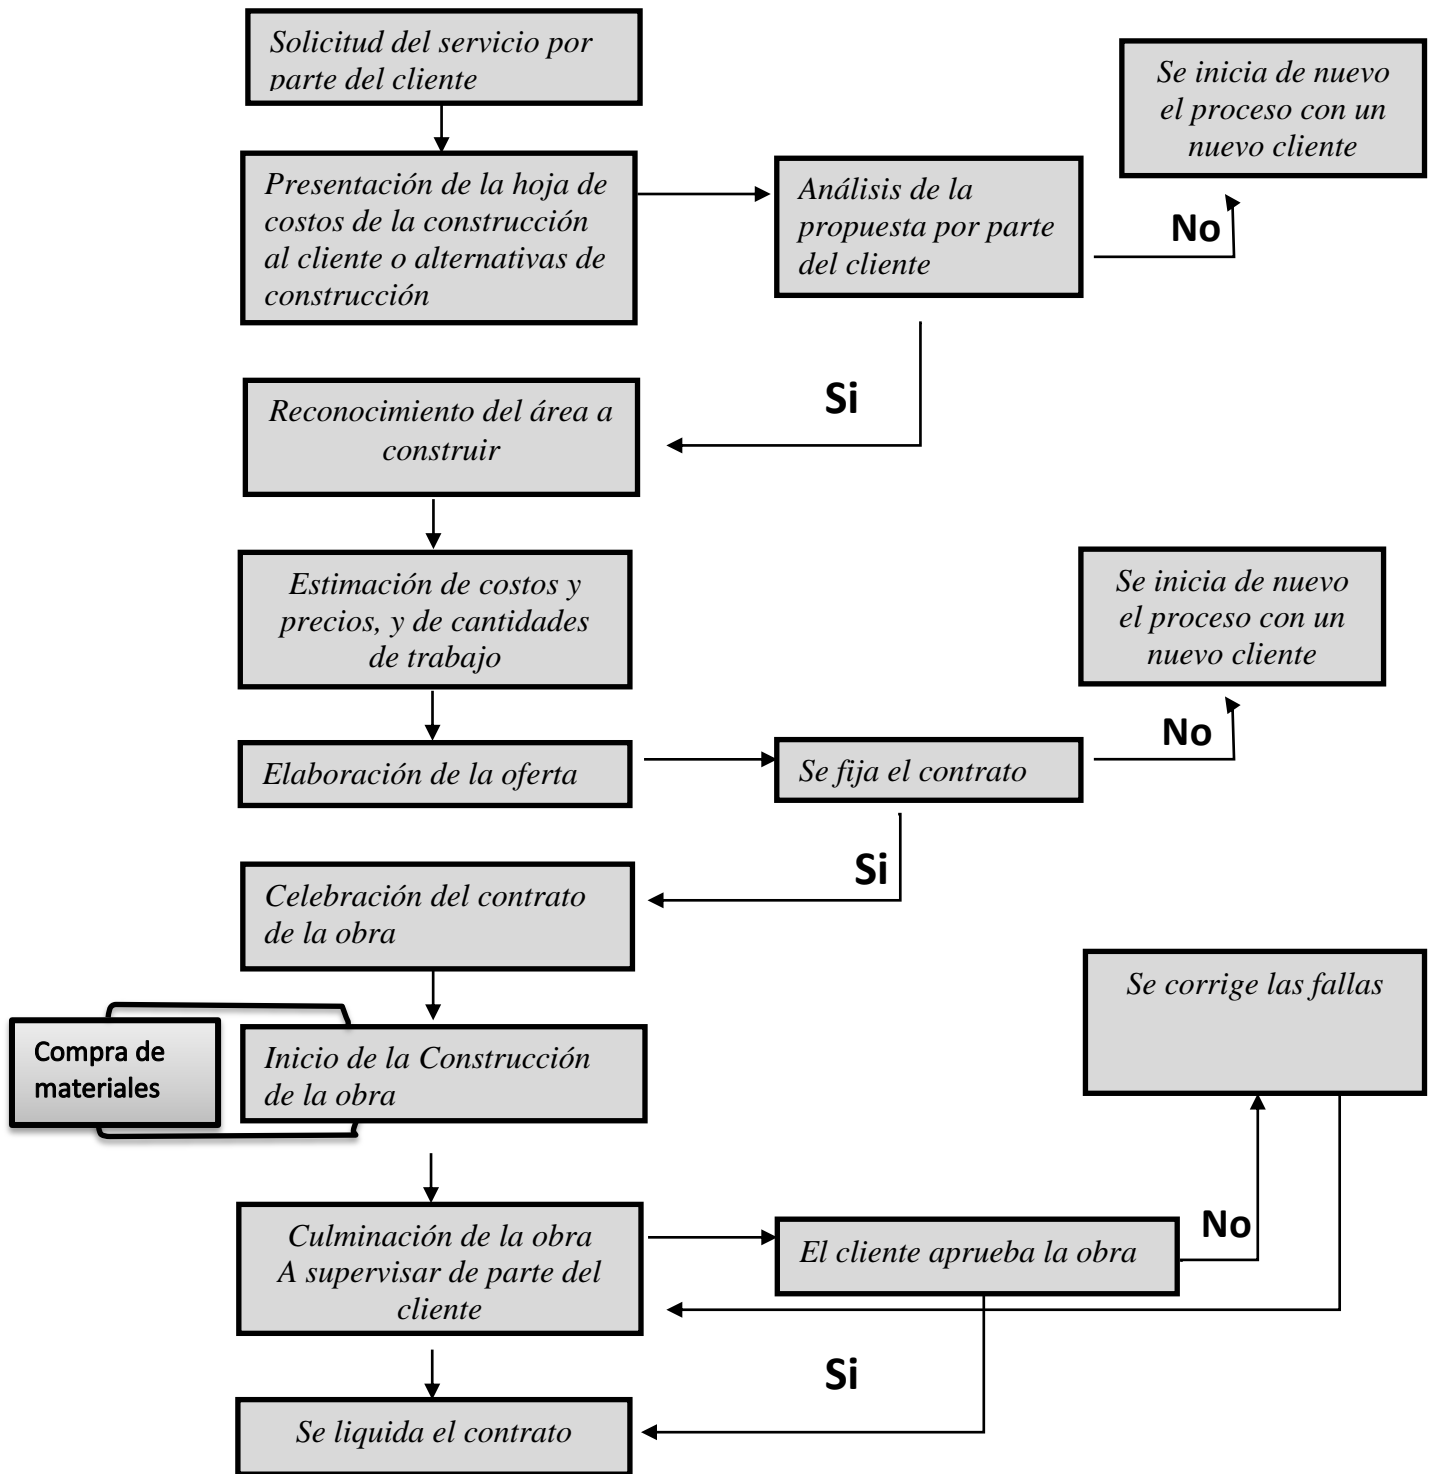 Solicitud del servicio por
parte del cliente
Se inicia de nuevo
el proceso con un
nuevo cliente
Presentación de la hoja de
costos de la construcción
al cliente o alternativas de
construcción
Análisis de la
propuesta por parte
del cliente
No
Si
Reconocimiento del área a
construir
Estimación de costos y
precios, y de cantidades
de trabajo
Se inicia de nuevo
el proceso con un
nuevo cliente
Elaboración de la oferta
Se fija el contrato
No
Si
Celebración del contrato
de la obra
Se corrige las fallas
Compra de
materiales
Inicio de la Construcción
de la obra
Culminación de la obra
A supervisar de parte del
cliente
El cliente aprueba la obra
No
Si
Se liquida el contrato